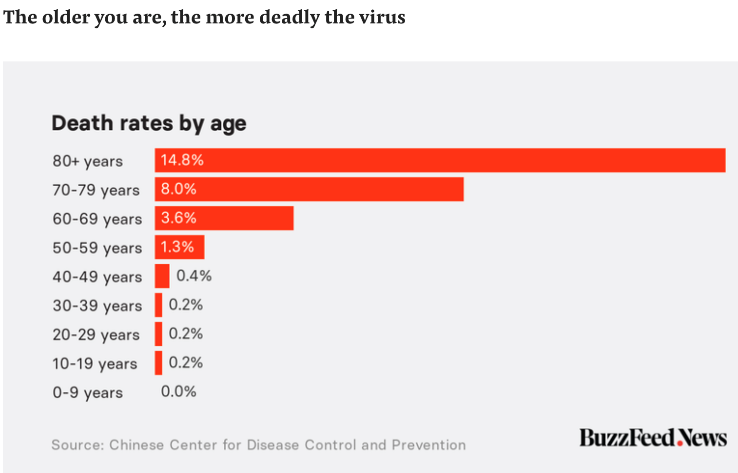 The older you are, the more deadly the virus
Death rates by age
80+ years 14.8%
70-79 years 8.0%
60-69 years 3.6%
50-59 years 1.3%
40-49 years 0.4%
30-39 years 0.2%
20-29 years 0.2%
10-19 years 0.2%
0-9 years 0.0%
Source: Chinese Center for Disease Control and Prevention
BuzzFeed.News